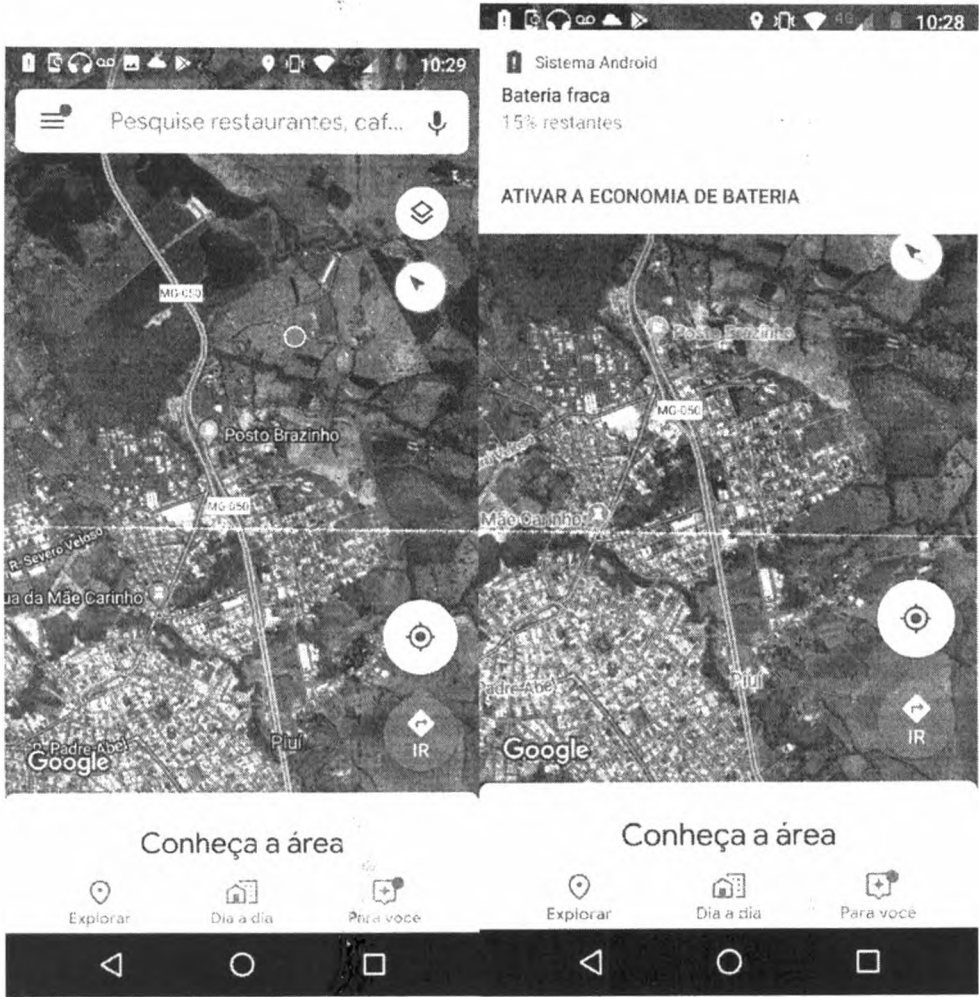 10:29
Pesquise restaurantes, caf...
MG-050
Posto Brazinho
MG-050
R. Severo Veloso
ua da Mãe Carinho
R. Padre Abel
Piuí
Google
IR
Conheça a área
Explorar
Dia a dia
Para você
4G
10:28
Sistema Android
Bateria fraca
15% restantes
ATIVAR A ECONOMIA DE BATERIA
Posto Brazinho
MG-050
Veloso
Mãe Carinho
Padre Abel
Piuí
Google
IR
Conheça a área
Explorar
Dia a dia
Para você